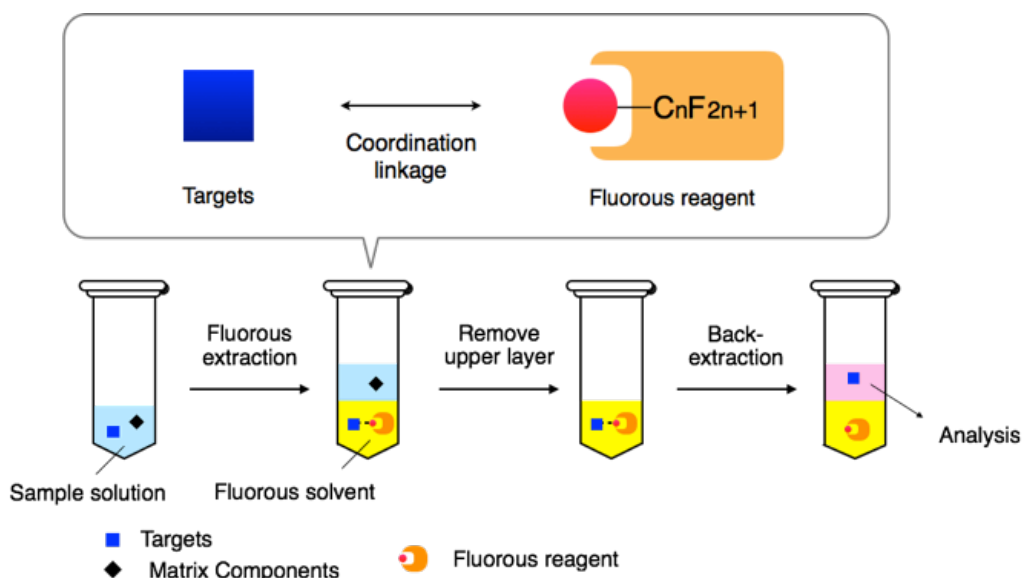 CnF2n+1
Coordination
linkage
Targets
Fluorous reagent
Fluorous
extraction
Remove
upper layer
Back-
extraction
Analysis
Sample solution
Fluorous solvent
Targets
Matrix Components
Fluorous reagent